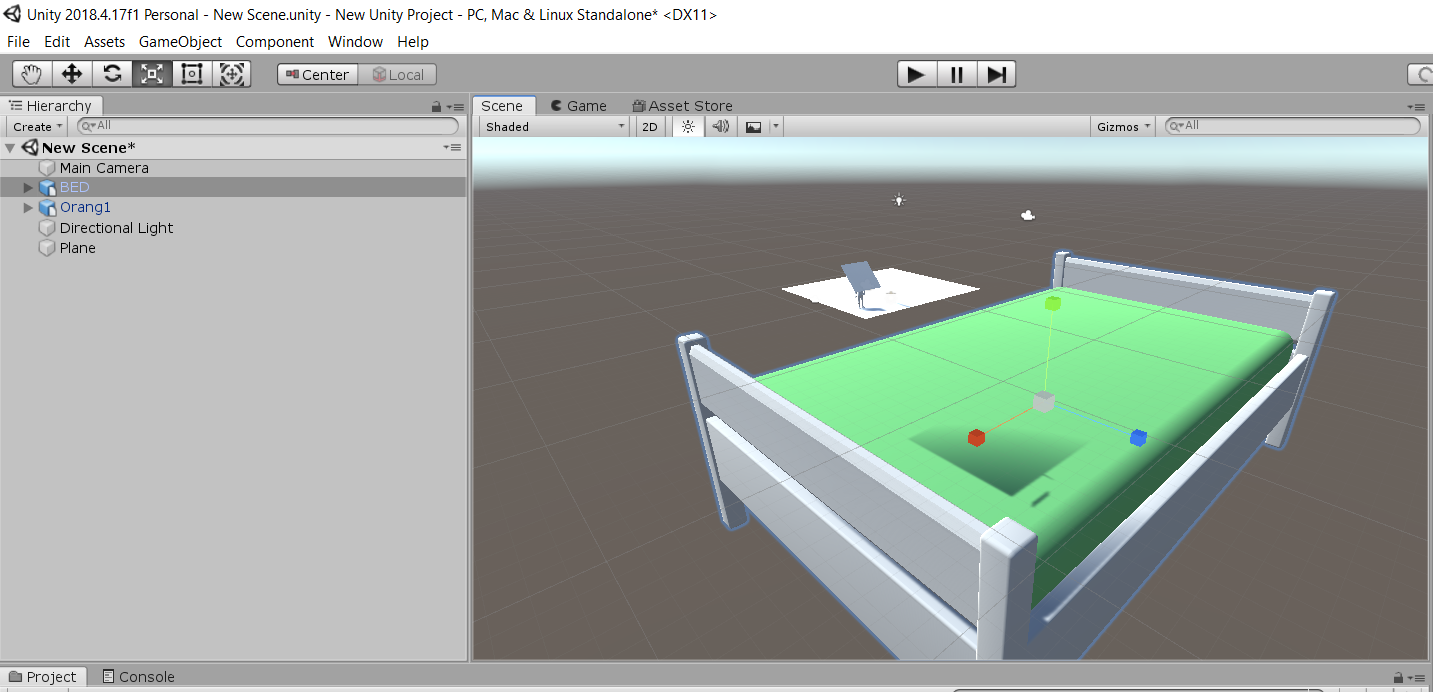 Unity 2018.4.17f1 Personal - New Scene.unity - New Unity Project - PC, Mac & Linux Standalone* <DX11>
File Edit Assets GameObject Component Window Help
Center Local
Hierarchy
Create All
New Scene*
Main Camera
BED
Orang1
Directional Light
Plane
Scene Game Asset Store
Shaded 2D Gizmos All
Project Console